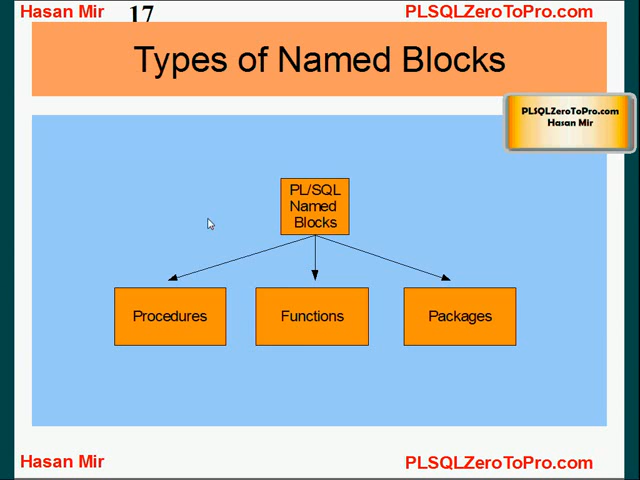 Hasan Mir
17
PLSQLZeroToPro.com
Types of Named Blocks
PLSQLZeroToPro.com
Hasan Mir
PL/SQL
Named
Blocks
Procedures
Functions
Packages
Hasan Mir
PLSQLZeroToPro.com